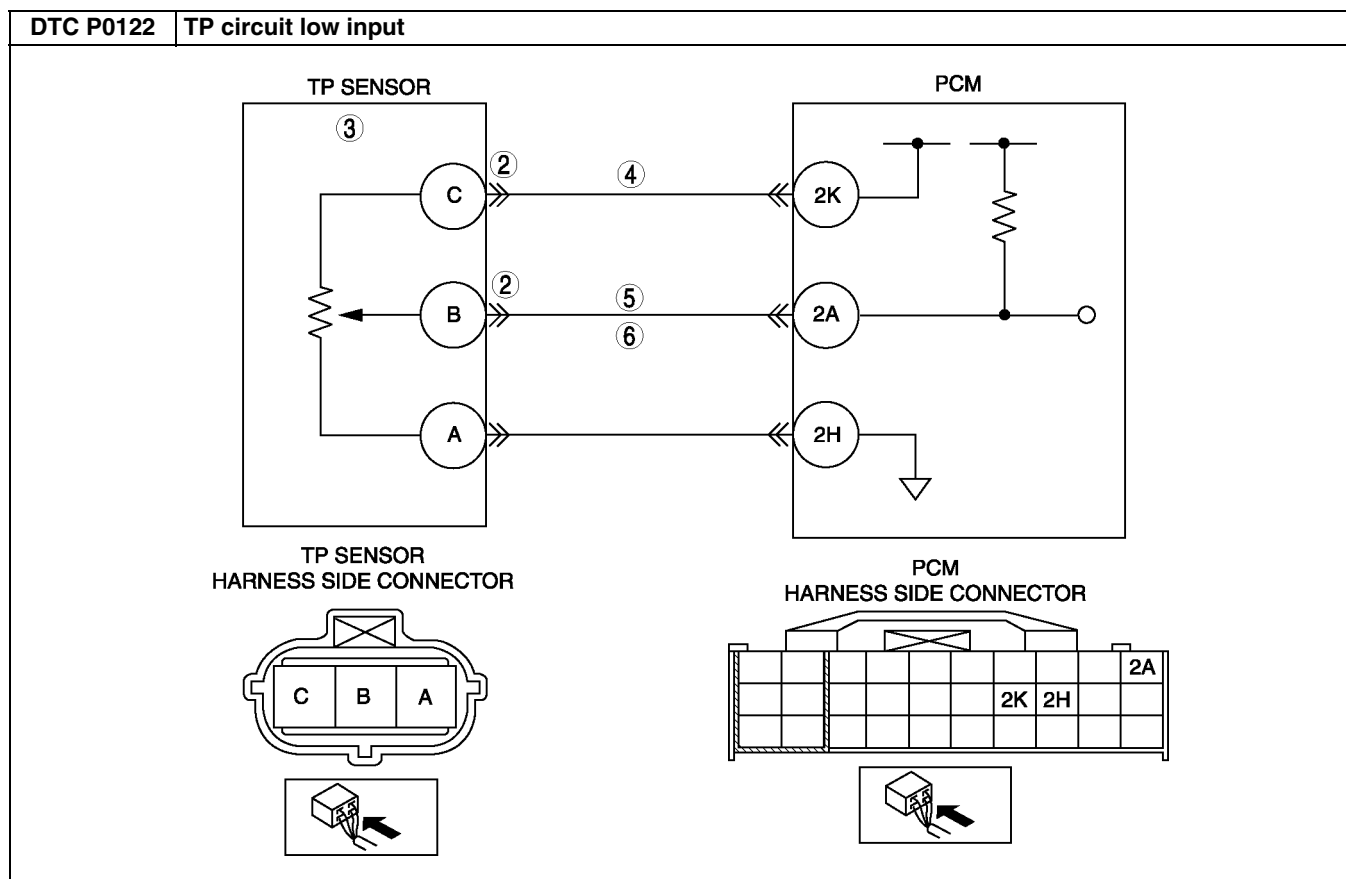 DTC P0122 TP circuit low input
TP SENSOR
PCM
③
C
②
④
2K
B
②
⑤
⑥
2A
A
2H
TP SENSOR
HARNESS SIDE CONNECTOR
PCM
HARNESS SIDE CONNECTOR
C B A
2A
2K 2H